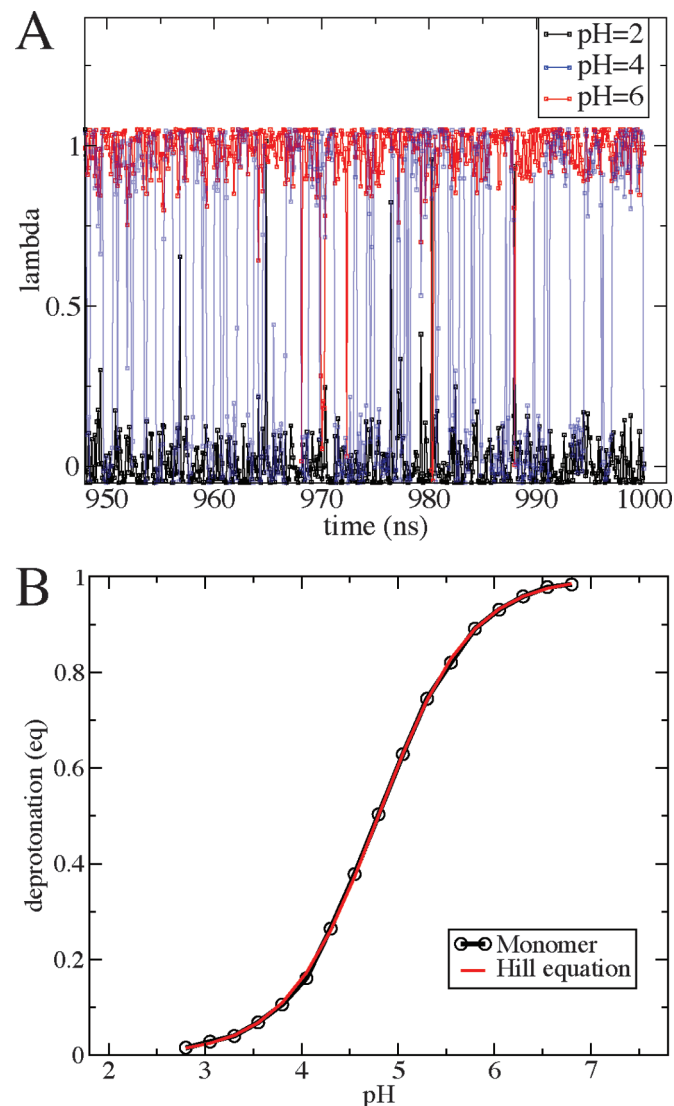 A
pH=2
pH=4
pH=6
1
0.5
0
lambda
950 960 970 980 990 1000
time (ns)
B
1
0.8
0.6
0.4
0.2
0
deprotonation (eq)
Monomer
Hill equation
2 3 4 5 6 7
pH